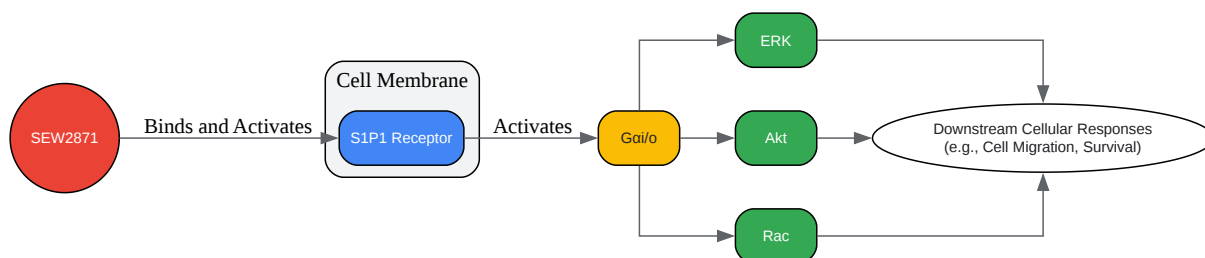 ERK
Cell Membrane
SEW2871
Binds and Activates
S1P1 Receptor
Activates
Gαi/o
Akt
Downstream Cellular Responses
(e.g., Cell Migration, Survival)
Rac